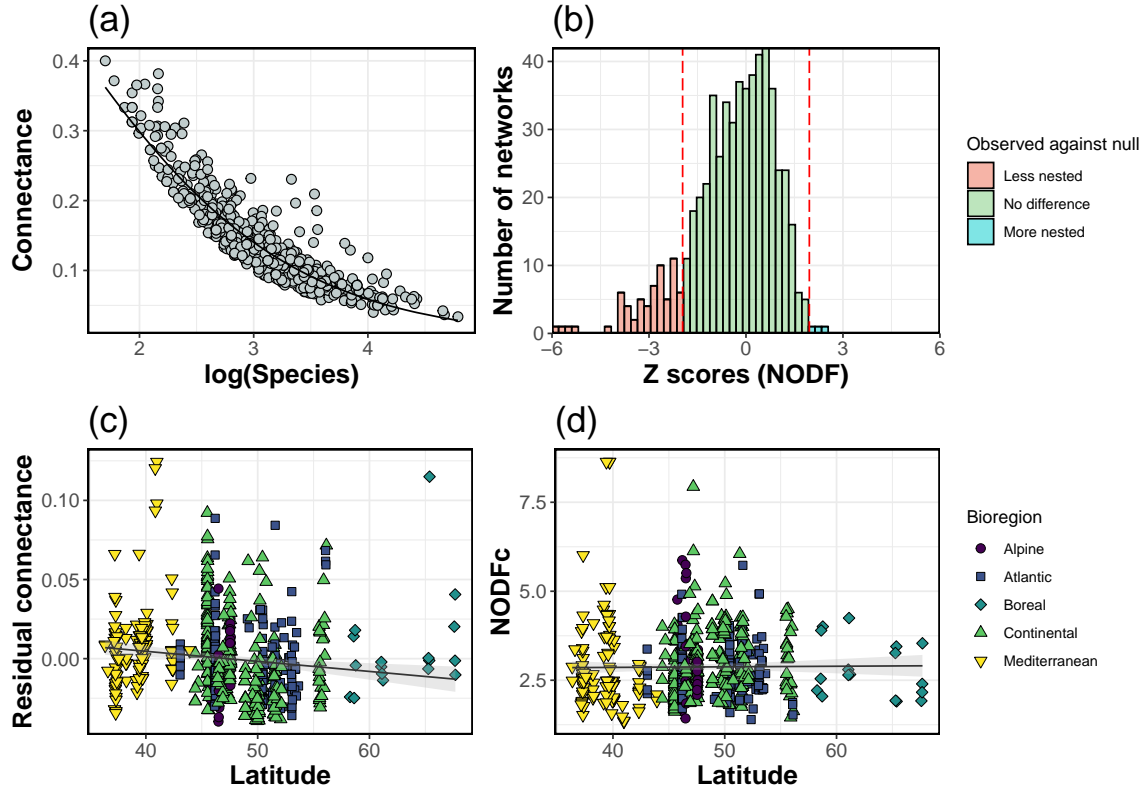 (a)
Connectance
0.4
0.3
0.2
0.1
2 3 4
log(Species)
(b)
Number of networks
40
30
20
10
0
−6 −3 0 3 6
Z scores (NODF)
Observed against null
Less nested
No difference
More nested
(c)
Residual connectance
0.10
0.05
0.00
40 50 60
Latitude
(d)
NODFc
7.5
5.0
2.5
40 50 60
Latitude
Bioregion
Alpine
Atlantic
Boreal
Continental
Mediterranean